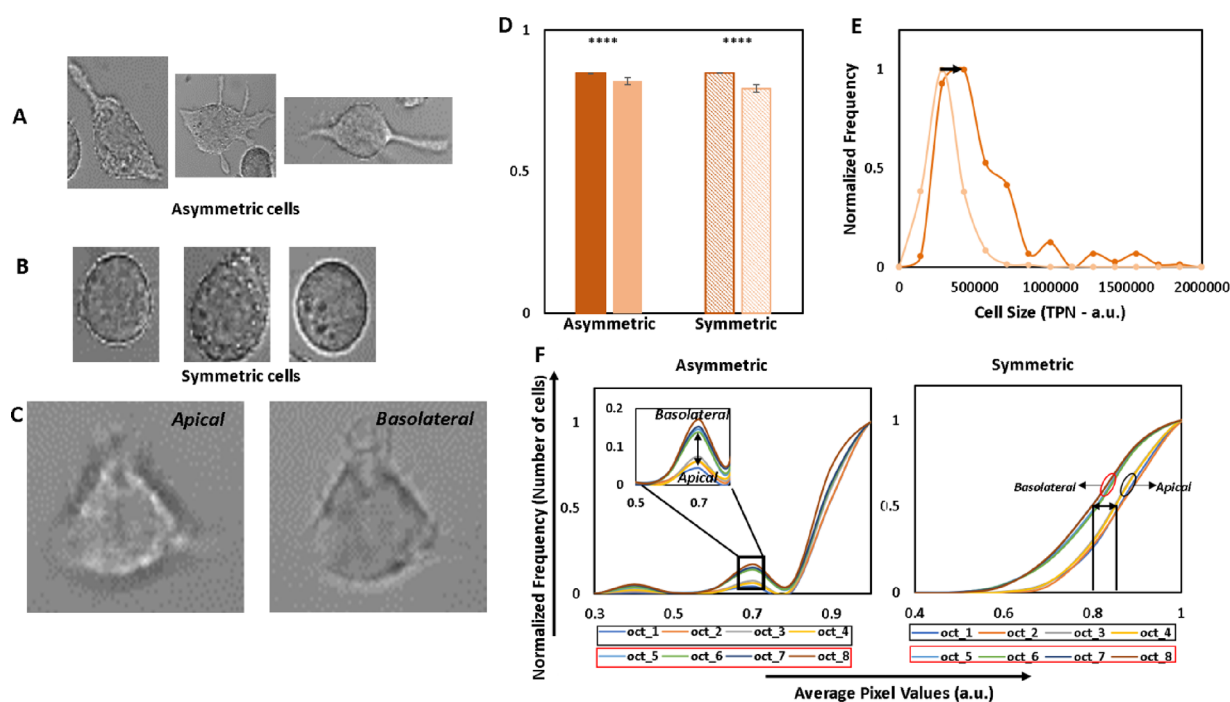 A
Asymmetric cells
B
Symmetric cells
C
Apical
Basolateral
D
1
0.5
0
****
****
Asymmetric
Symmetric
E
Normalized Frequency
1
0.5
0
0
500000
1000000
1500000
2000000
Cell Size (TPN - a.u.)
F
Normalized Frequency (Number of cells)
Asymmetric
0.2
0.1
0
Basolateral
Apical
0.5
0.7
1
0.5
0
0.3
0.5
0.7
0.9
oct_1 oct_2 oct_3 oct_4
oct_5 oct_6 oct_7 oct_8
Symmetric
1
0.5
0
Basolateral
Apical
0.4
0.6
0.8
1
oct_1 oct_2 oct_3 oct_4
oct_5 oct_6 oct_7 oct_8
Average Pixel Values (a.u.)